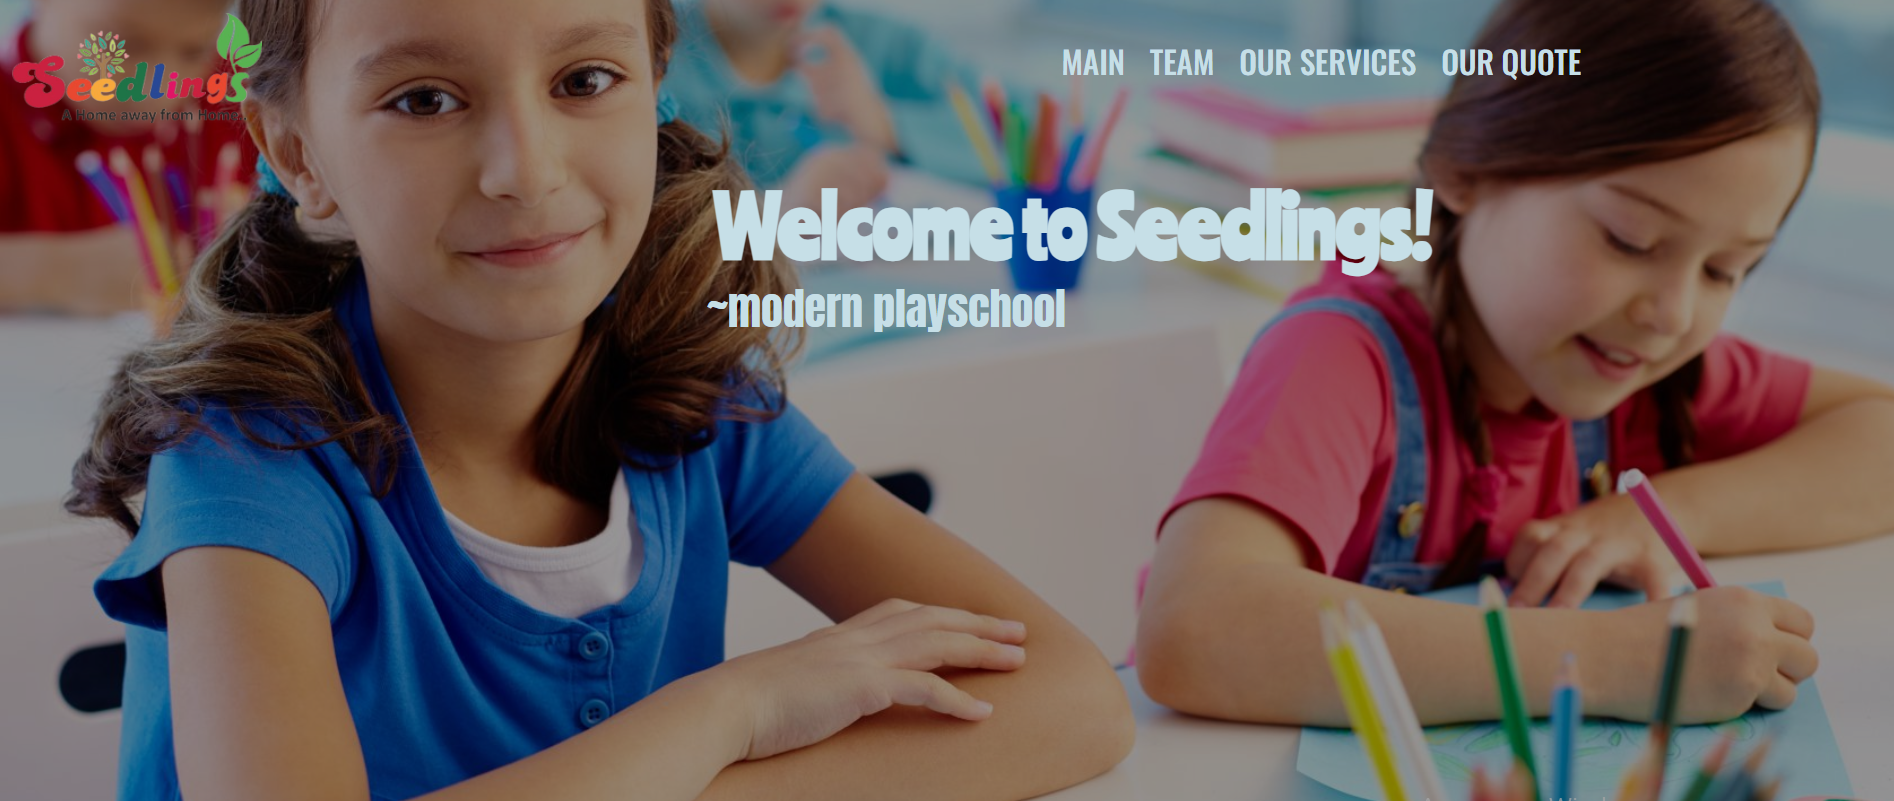 Seedlings
A Home away from Home
MAIN TEAM OUR SERVICES OUR QUOTE
Welcome to Seedlings!
~modern playschool